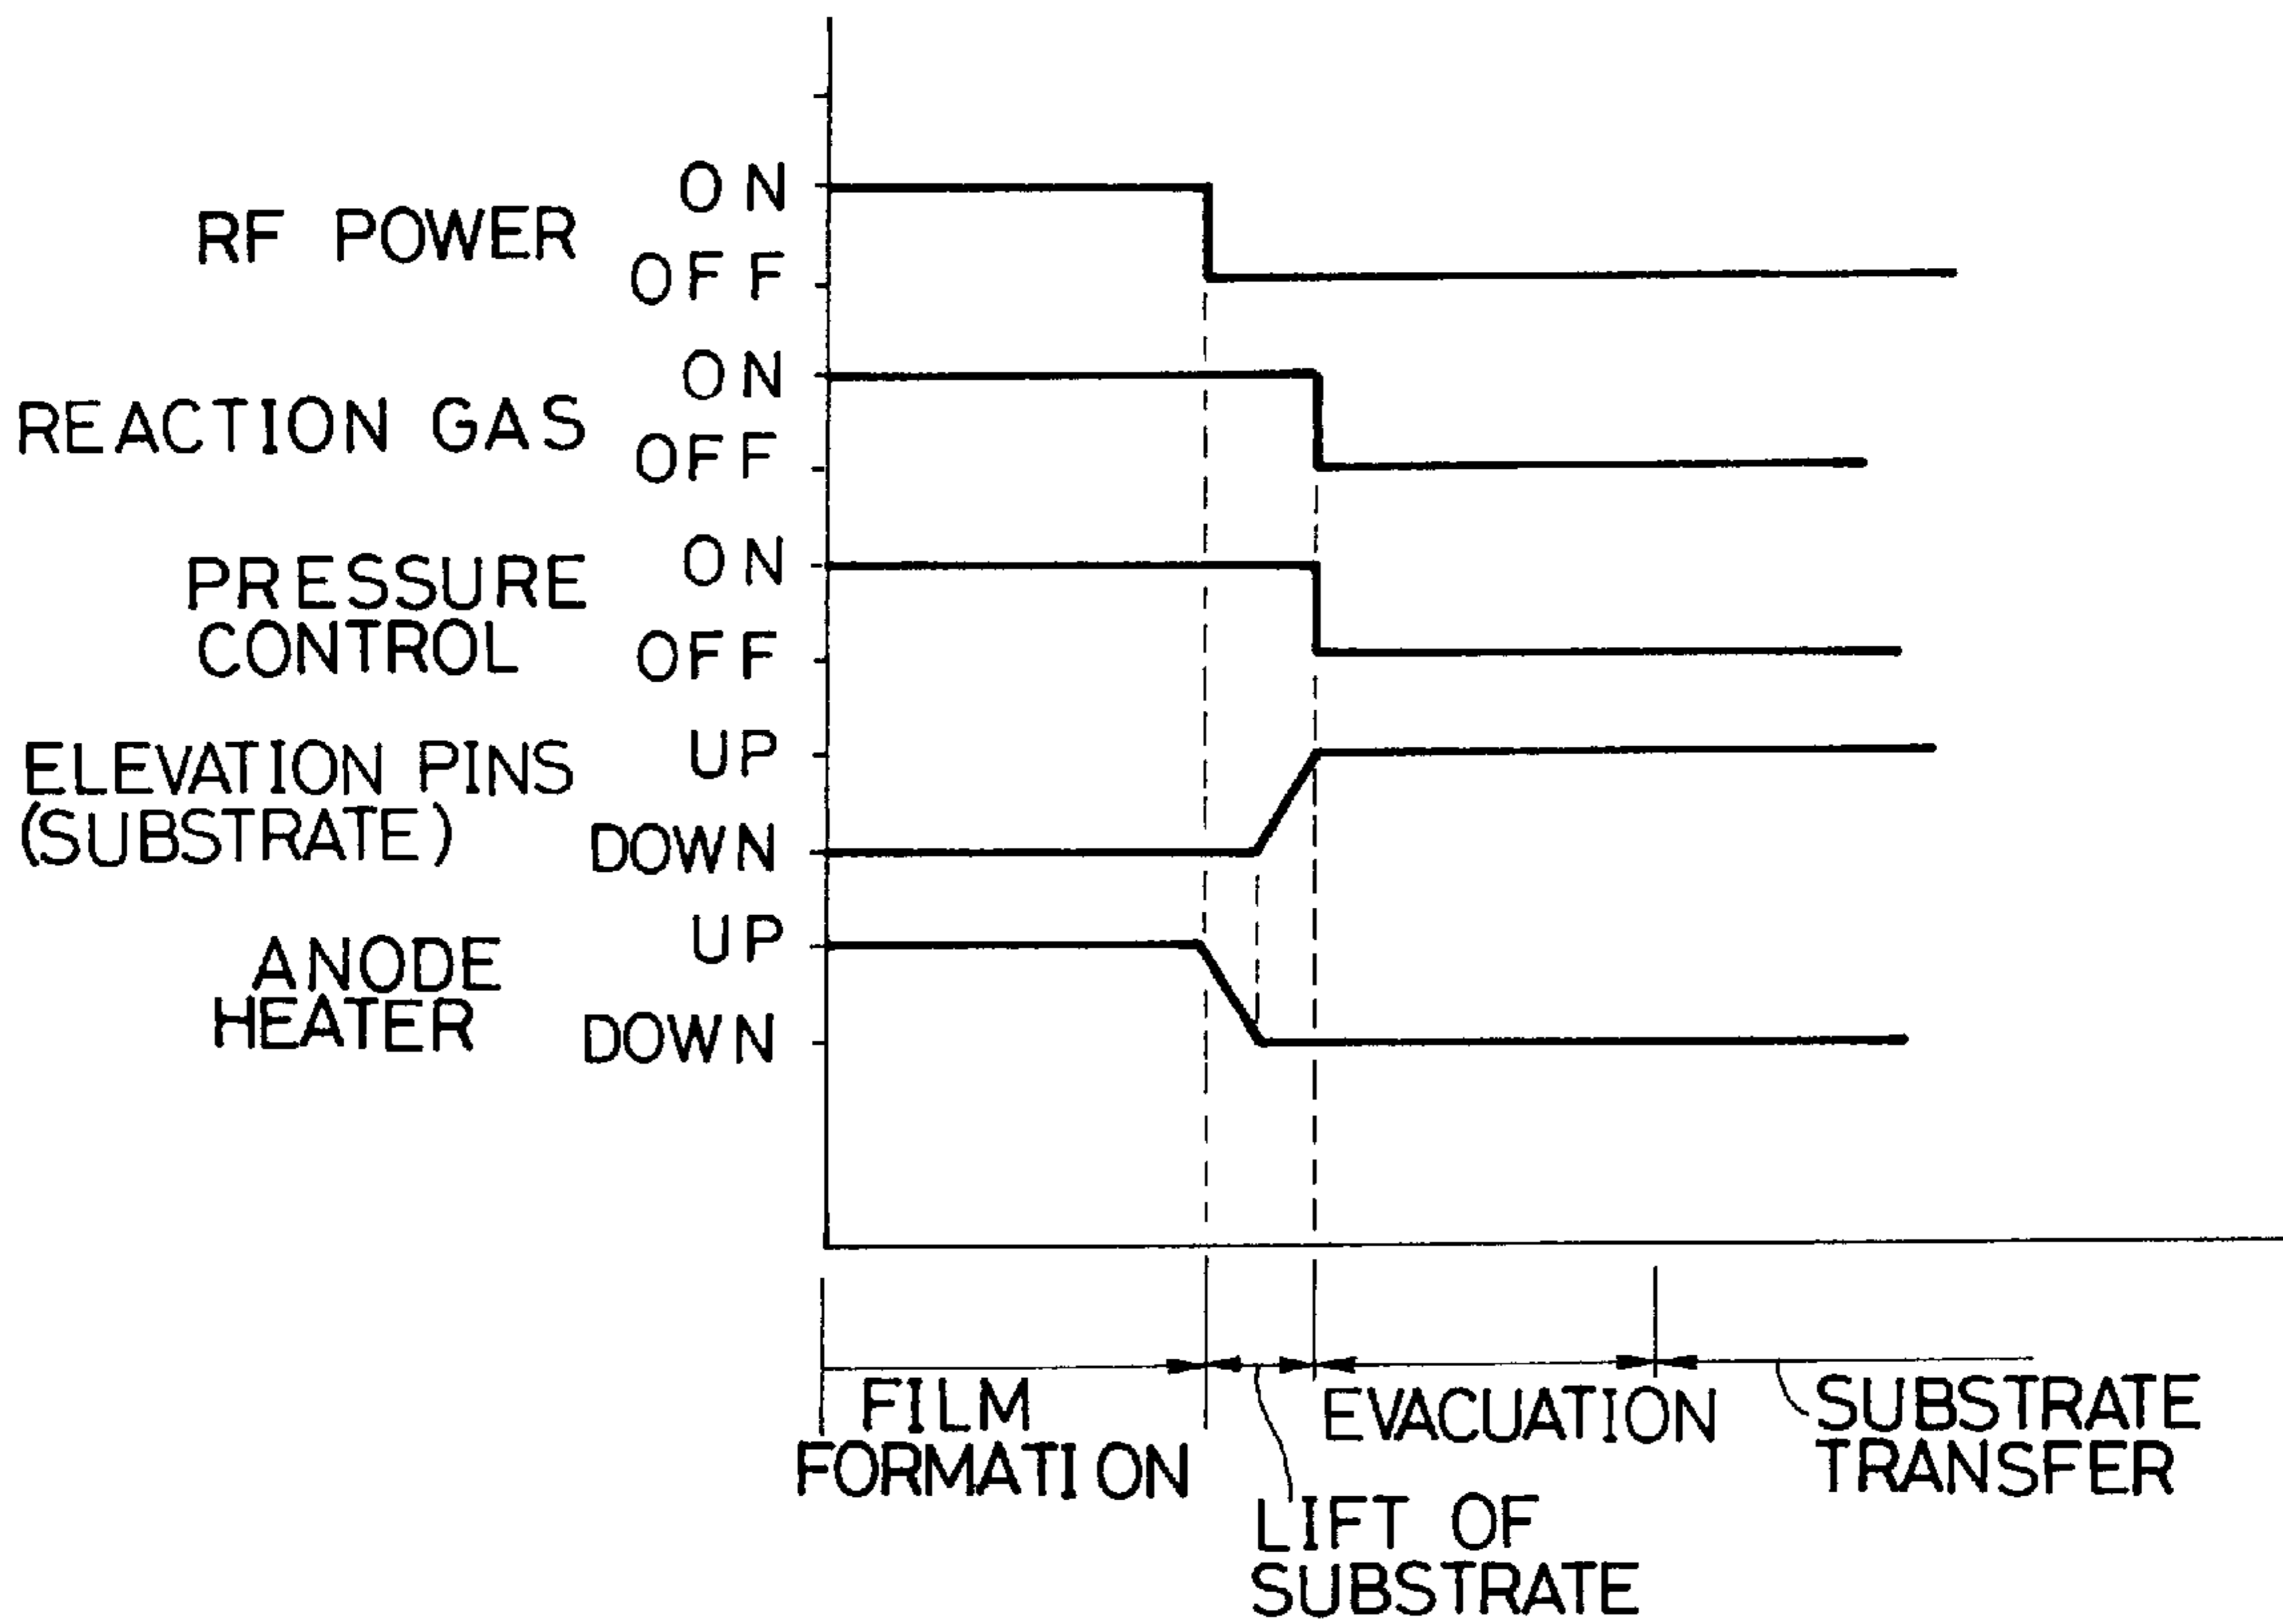 RF POWER
ON
OFF
REACTION GAS
ON
OFF
PRESSURE
CONTROL
ON
OFF
ELEVATION PINS
(SUBSTRATE)
UP
DOWN
ANODE
HEATER
UP
DOWN
FILM
FORMATION
LIFT OF
SUBSTRATE
EVACUATION
SUBSTRATE
TRANSFER